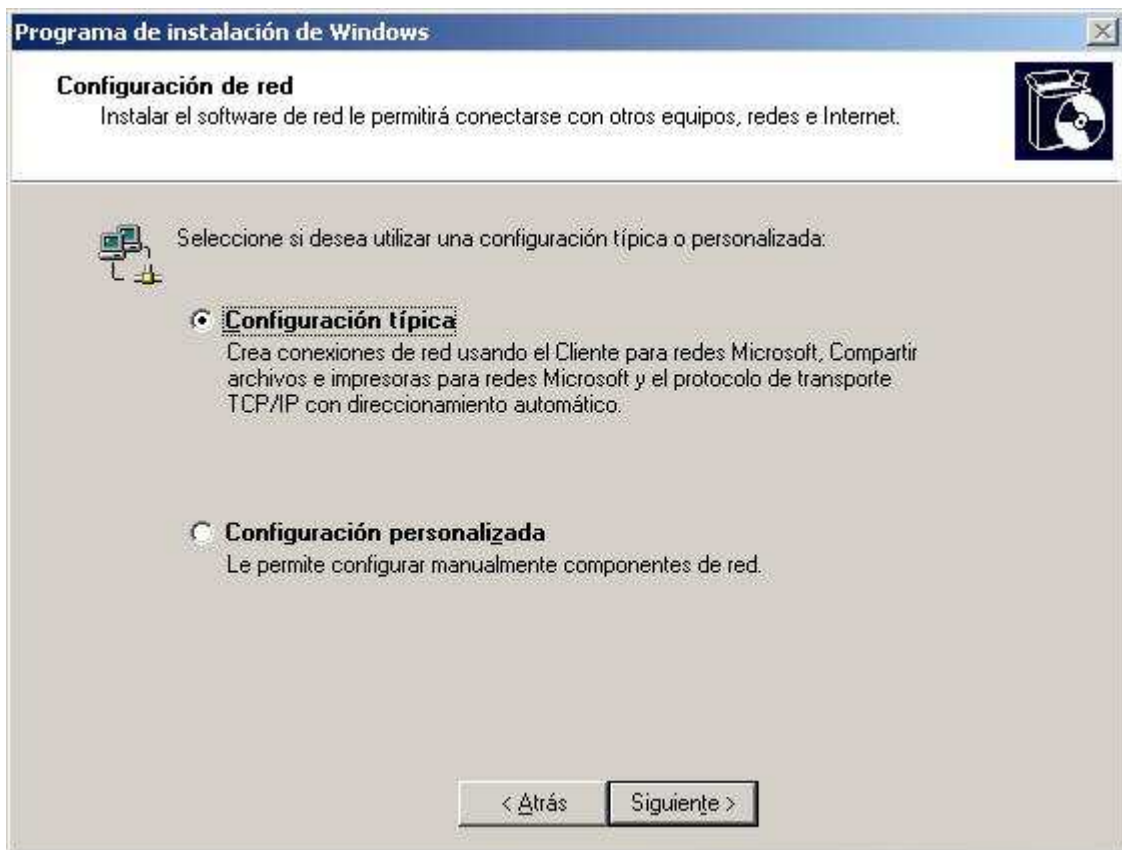 Programa de instalación de Windows
Configuración de red
Instalar el software de red le permitirá conectarse con otros equipos, redes e Internet.
Seleccione si desea utilizar una configuración típica o personalizada:
Configuración típica
Crea conexiones de red usando el Cliente para redes Microsoft, Compartir
archivos e impresoras para redes Microsoft y el protocolo de transporte
TCP/IP con direccionamiento automático.
Configuración personalizada
Le permite configurar manualmente componentes de red.
< Atrás
Siguiente >